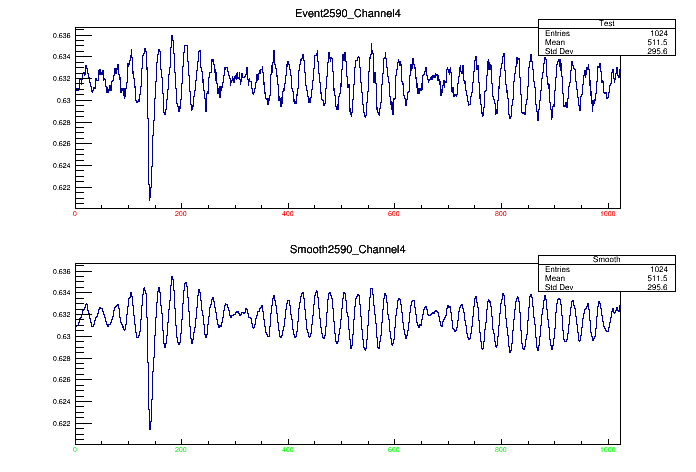 Event2590_Channel4
Test
Entries 1024
Mean 511.5
Std Dev 295.6
0.636
0.634
0.632
0.63
0.628
0.626
0.624
0.622
0 200 400 600 800 1000
Smooth2590_Channel4
Smooth
Entries 1024
Mean 511.5
Std Dev 295.6
0.636
0.634
0.632
0.63
0.628
0.626
0.624
0.622
0 200 400 600 800 1000